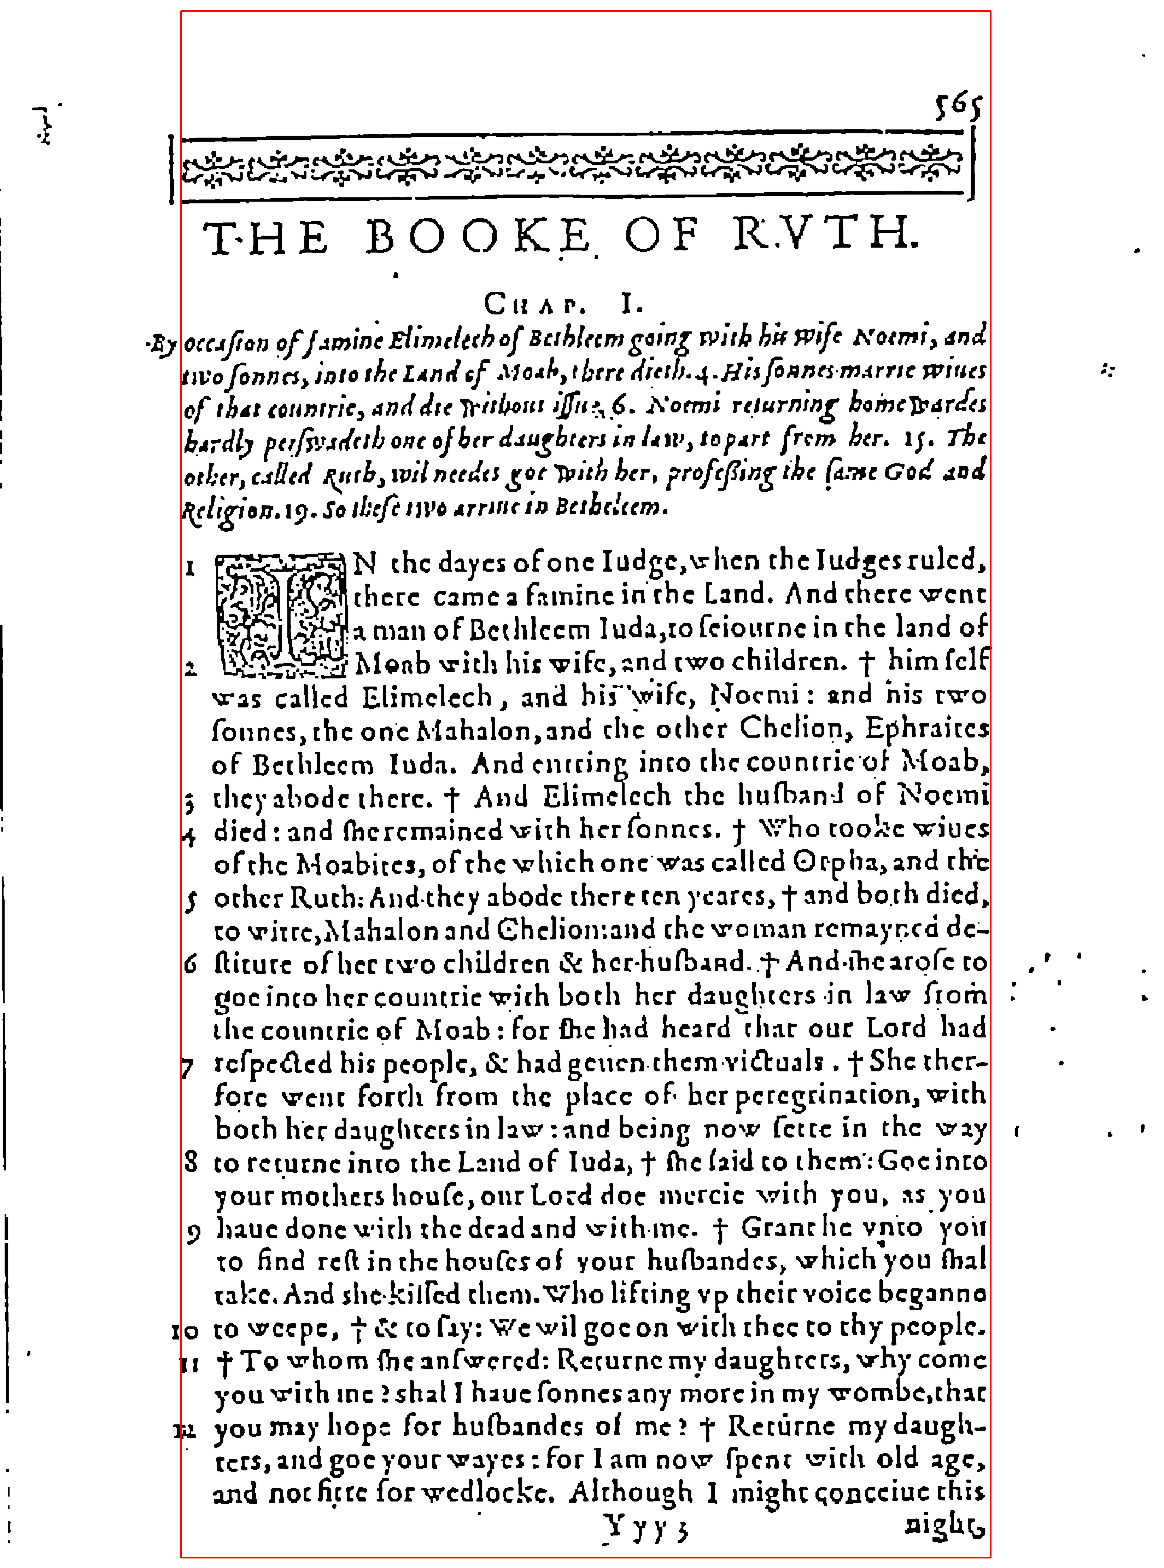 565
THE BOOKE OF RVTH.
CHAP. I.
By occaſion of famine Elimelech of Bethleem going with his wife Noemi, and
two ſonnes, into the Land of Moab, there dieth. 4. His ſonnes marrie wiues
of that countrie, and die without iſſue, 6. Noemi returning homewardes
hardly perſwadeth one of her daughters in law, to part from her. 15. The
other, called Ruth, wil needes goe with her, profeſſing the ſame God and
Religion. 19. So theſe two arriue in Betheleem.
1 IN the dayes of one Iudge, when the Iudges ruled,
there came a famine in the Land. And there went
a man of Bethleem Iuda, to ſeiourne in the land of
2 Moab with his wife, and two children. † him ſelf
was called Elimelech, and his wife, Noemi: and his two
ſonnes, the one Mahalon, and the other Chelion, Ephraites
of Bethleem Iuda. And entring into the countrie of Moab,
3 they abode there. † And Elimelech the huſband of Noemi
4 died: and ſhe remained with her ſonnes. † Who tooke wiues
of the Moabites, of the which one was called Orpha, and the
5 other Ruth: And they abode there ten yeares, † and both died,
to witte, Mahalon and Chelion: and the woman remayned de-
6 ſtitute of her two children & her huſband. † And ſhe aroſe to
goe into her countrie with both her daughters in law from
the countrie of Moab: for ſhe had heard that our Lord had
7 reſpected his people, & had geuen them victuals. † She ther-
fore went forth from the place of her peregrination, with
both her daughters in law: and being now ſette in the way
8 to returne into the Land of Iuda, † ſhe ſaid to them: Goe into
your mothers houſe, our Lord doe mercie with you, as you
9 haue done with the dead and with me. † Grant he vnto you
to find reſt in the houſes of your huſbandes, which you ſhal
take. And she kiſſed them. Who lifting vp their voice beganne
10 to weepe, † & to ſay: We wil goe on with thee to thy people.
11 † To whom ſhe anſwered: Returne my daughters, why come
you with me? shal I haue ſonnes any more in my wombe, that
12 you may hope for huſbandes of me? † Returne my daugh-
ters, and goe your wayes: for I am now ſpent with old age,
and not fitte for wedlocke. Although I might conceiue this
Yyy 3 night,